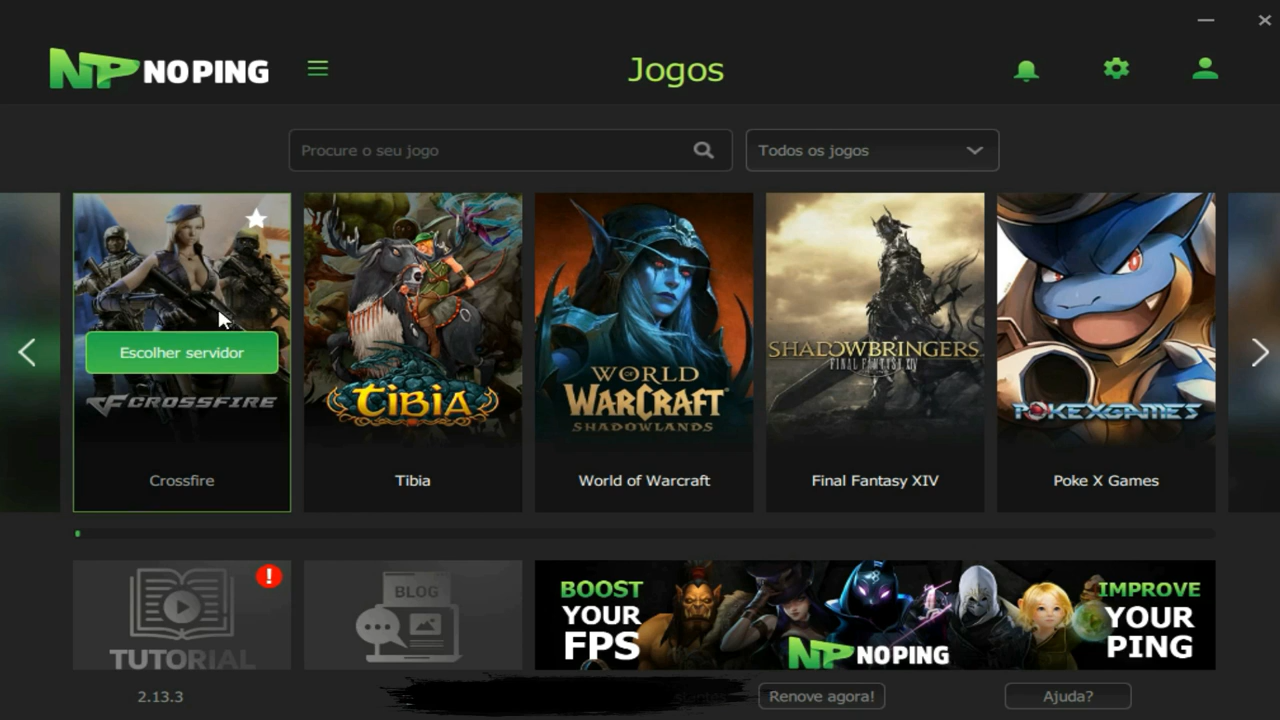 NP NOPING
Jogos
Procure o seu jogo
Todos os jogos
Escolher servidor
CF CROSSFIRE
Crossfire
TIBIA
Tibia
WORLD
OF
WARCRAFT
SHADOWLANDS
World of Warcraft
SHADOWBRINGERS
FINAL FANTASY XIV
Final Fantasy XIV
POKEXGAMES
Poke X Games
!
TUTORIAL
BLOG
BOOST
YOUR
FPS
NP NOPING
IMPROVE
YOUR
PING
2.13.3
Renove agora!
Ajuda?